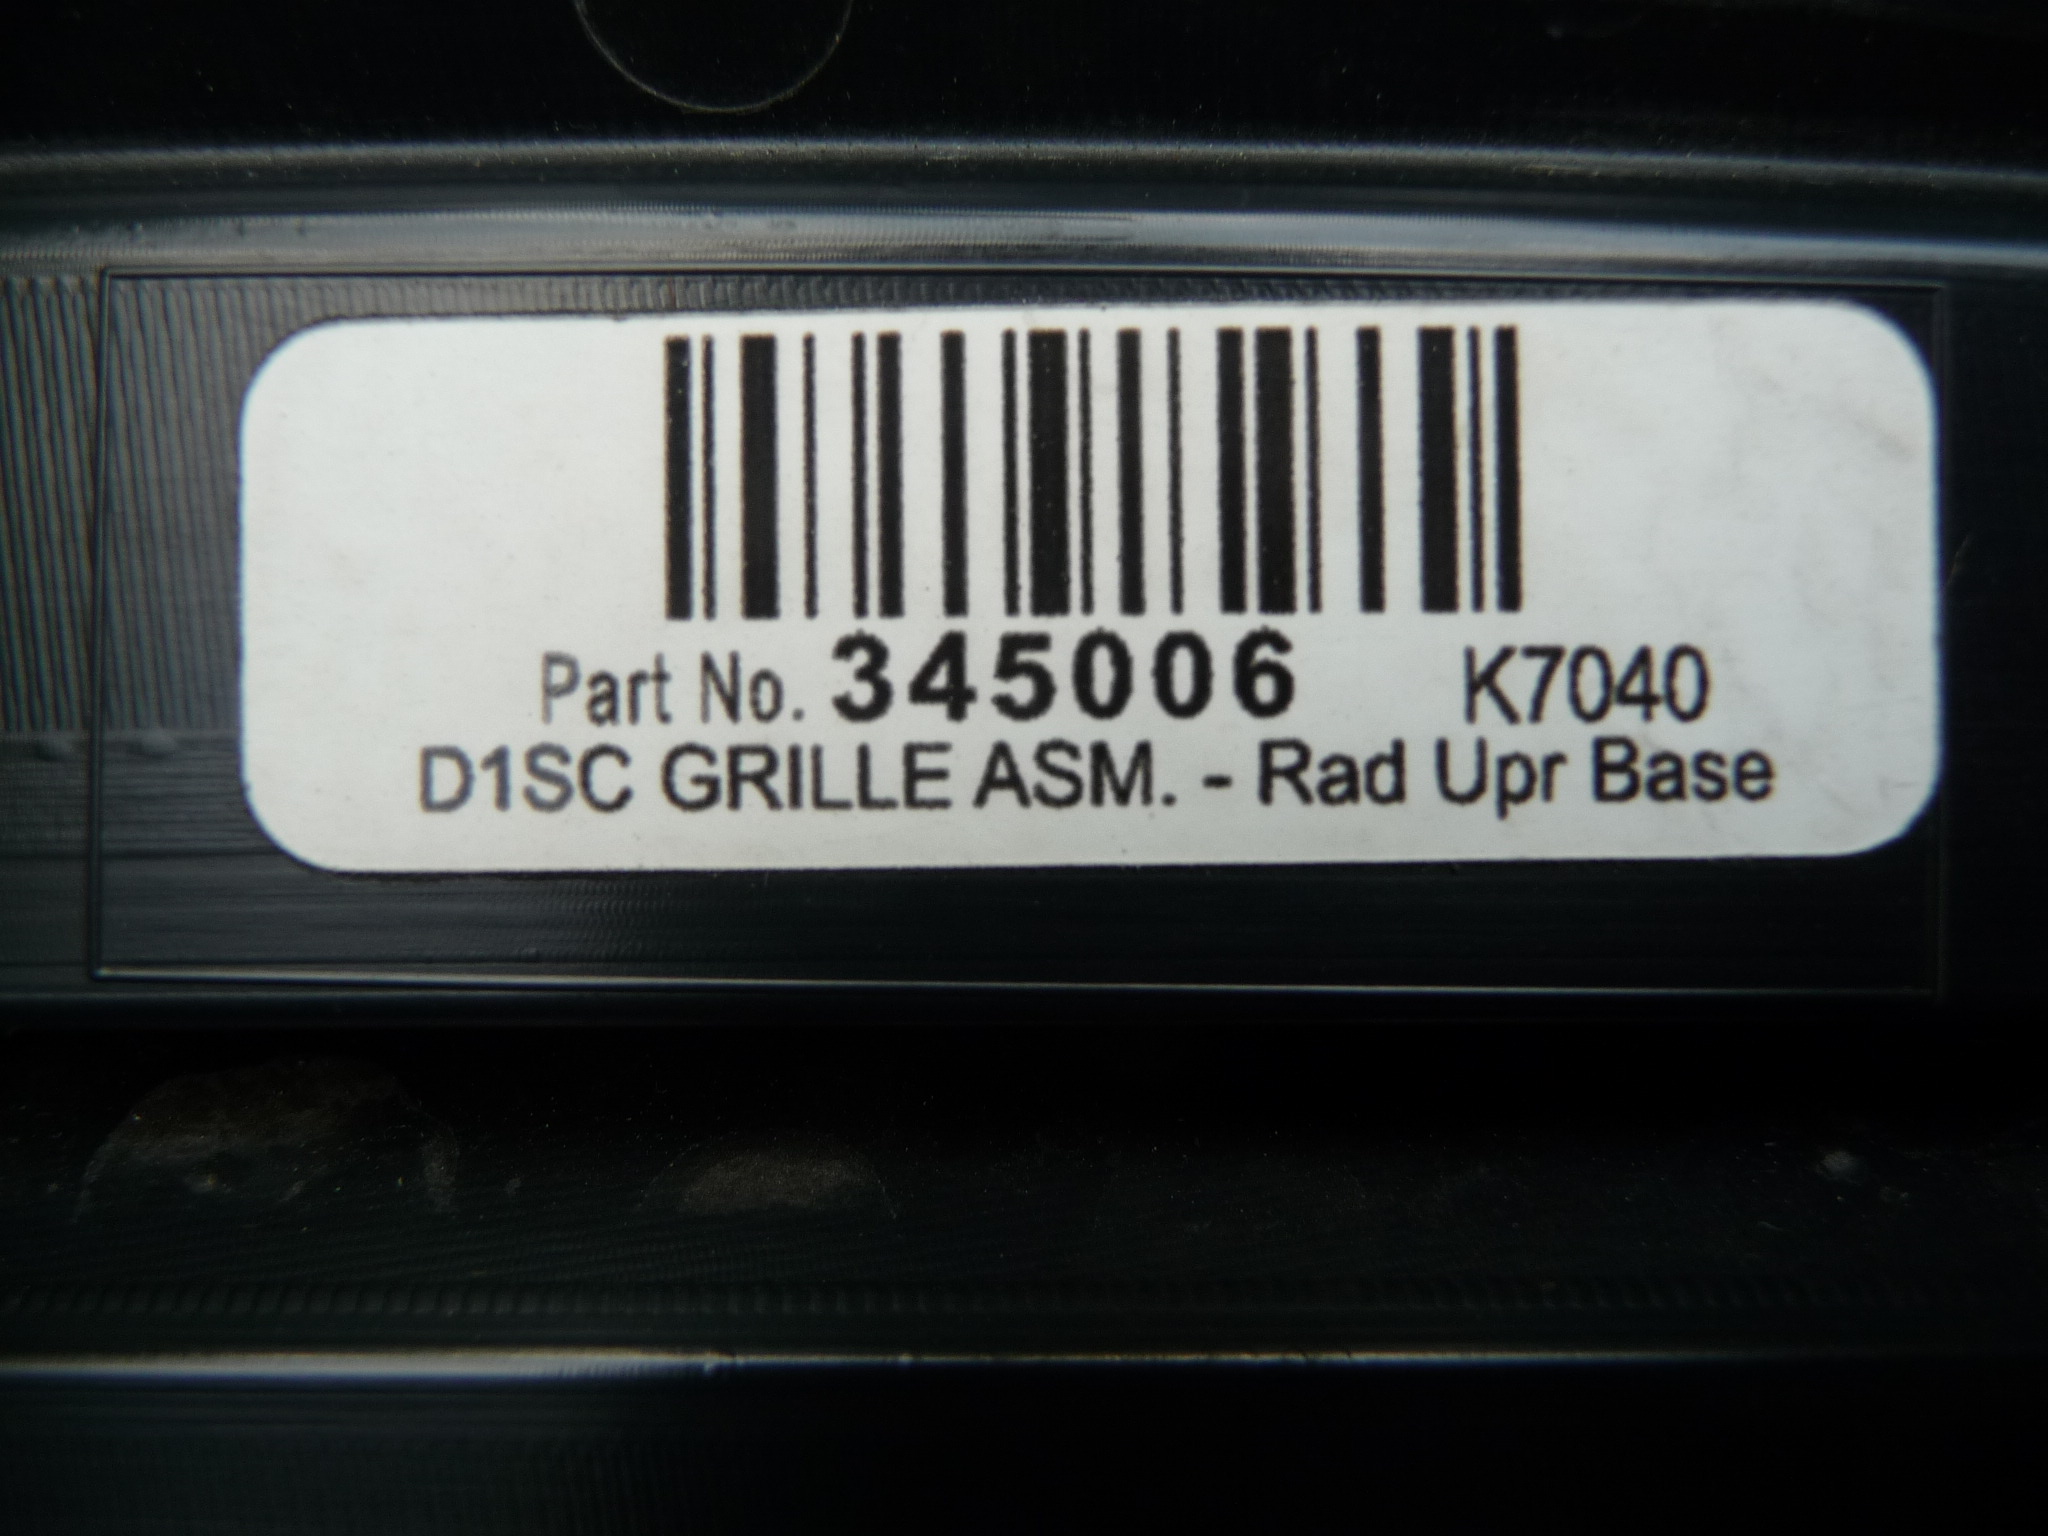 Part No. 345006 K7040
D1SC GRILLE ASM. - Rad Upr Base